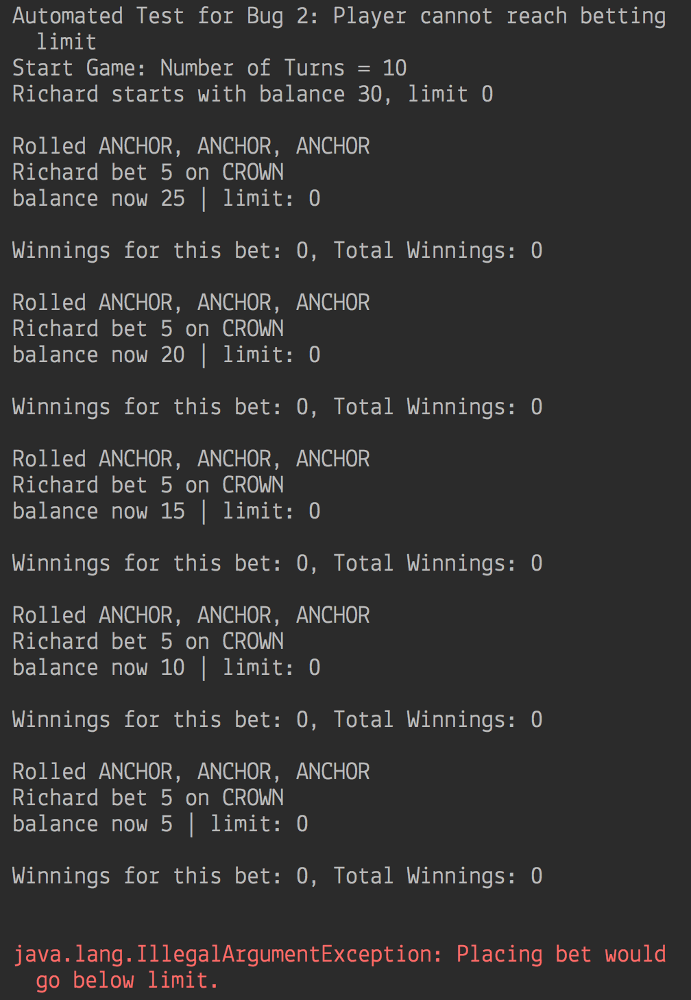 Automated Test for Bug 2: Player cannot reach betting
limit
Start Game: Number of Turns = 10
Richard starts with balance 30, limit 0
Rolled ANCHOR, ANCHOR, ANCHOR
Richard bet 5 on CROWN
balance now 25 | limit: 0
Winnings for this bet: 0, Total Winnings: 0
Rolled ANCHOR, ANCHOR, ANCHOR
Richard bet 5 on CROWN
balance now 20 | limit: 0
Winnings for this bet: 0, Total Winnings: 0
Rolled ANCHOR, ANCHOR, ANCHOR
Richard bet 5 on CROWN
balance now 15 | limit: 0
Winnings for this bet: 0, Total Winnings: 0
Rolled ANCHOR, ANCHOR, ANCHOR
Richard bet 5 on CROWN
balance now 10 | limit: 0
Winnings for this bet: 0, Total Winnings: 0
Rolled ANCHOR, ANCHOR, ANCHOR
Richard bet 5 on CROWN
balance now 5 | limit: 0
Winnings for this bet: 0, Total Winnings: 0
java.lang.IllegalArgumentException: Placing bet would
go below limit.